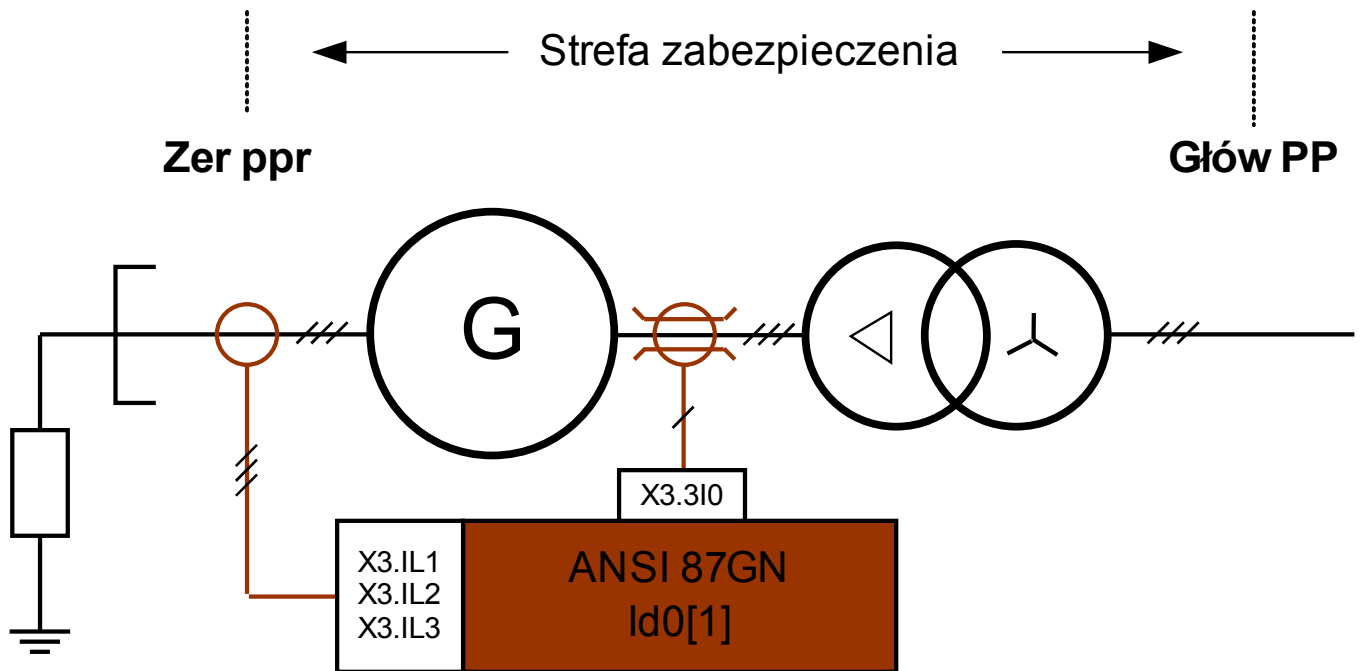 Strefa zabezpieczenia
Zer ppr
Głów PP
G
X3.3I0
X3.IL1
X3.IL2
X3.IL3
ANSI 87GN
Id0[1]